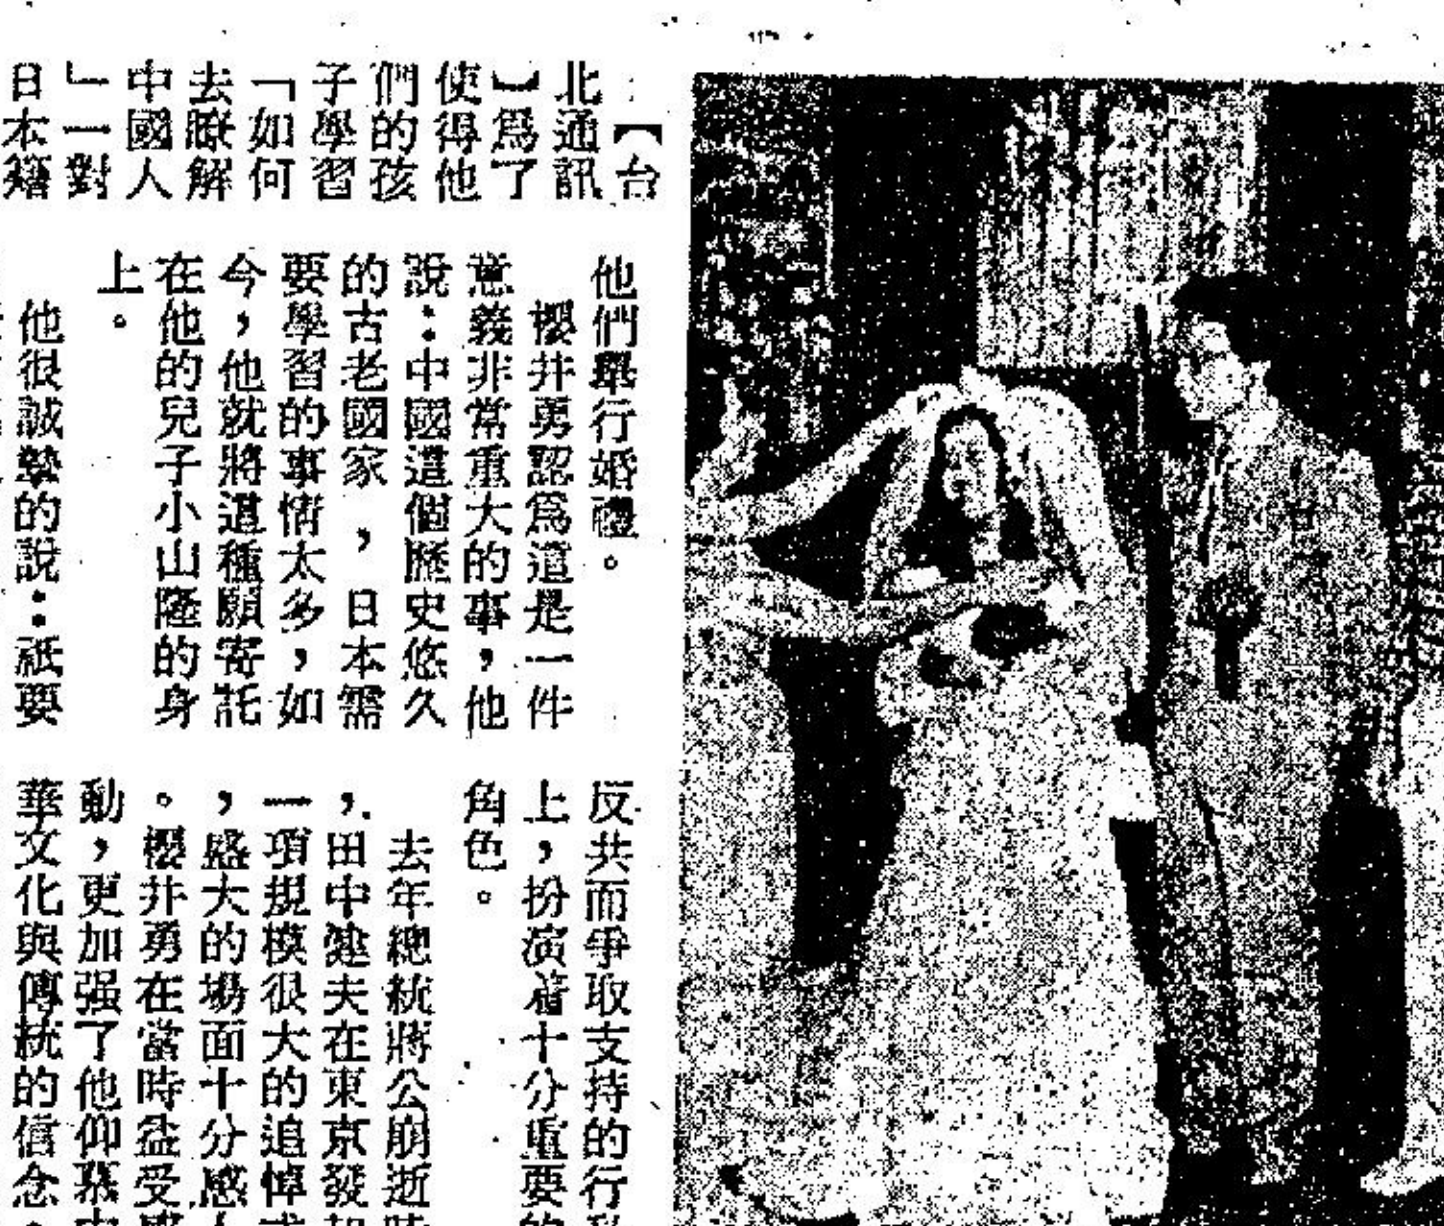 【台
北通訊
】爲了
使得他
們的孩
子學習
「如何
去瞭解
中國人
」一對
日本籍
他們舉行婚禮。
櫻井勇認爲這是一件
意義非常重大的事，他
說：中國這個歷史悠久
的古老國家，日本需
要學習的事情太多，如
今，他就將這種願寄託
在他的兒子小山隆的身
上。
他很誠摯的說：祇要
反共而爭取支持的行
上，扮演着十分重要的
角色。
去年總統將公崩逝時
，田中健夫在東京發起
一項規模很大的追悼
，盛大的場面十分感人
。櫻井勇在當時益受感
動，更加强了他仰慕中
華文化與傳統的信念。